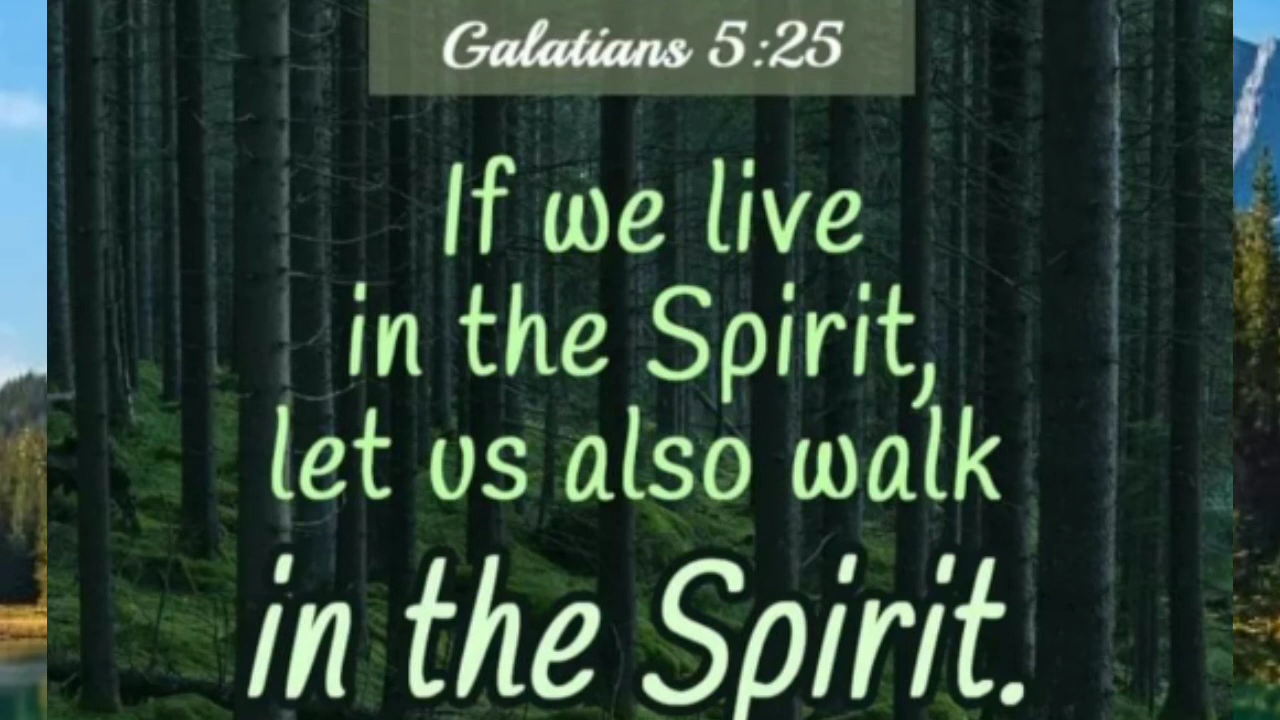 Galatians 5:25
If we live
in the Spirit,
let us also walk
in the Spirit.